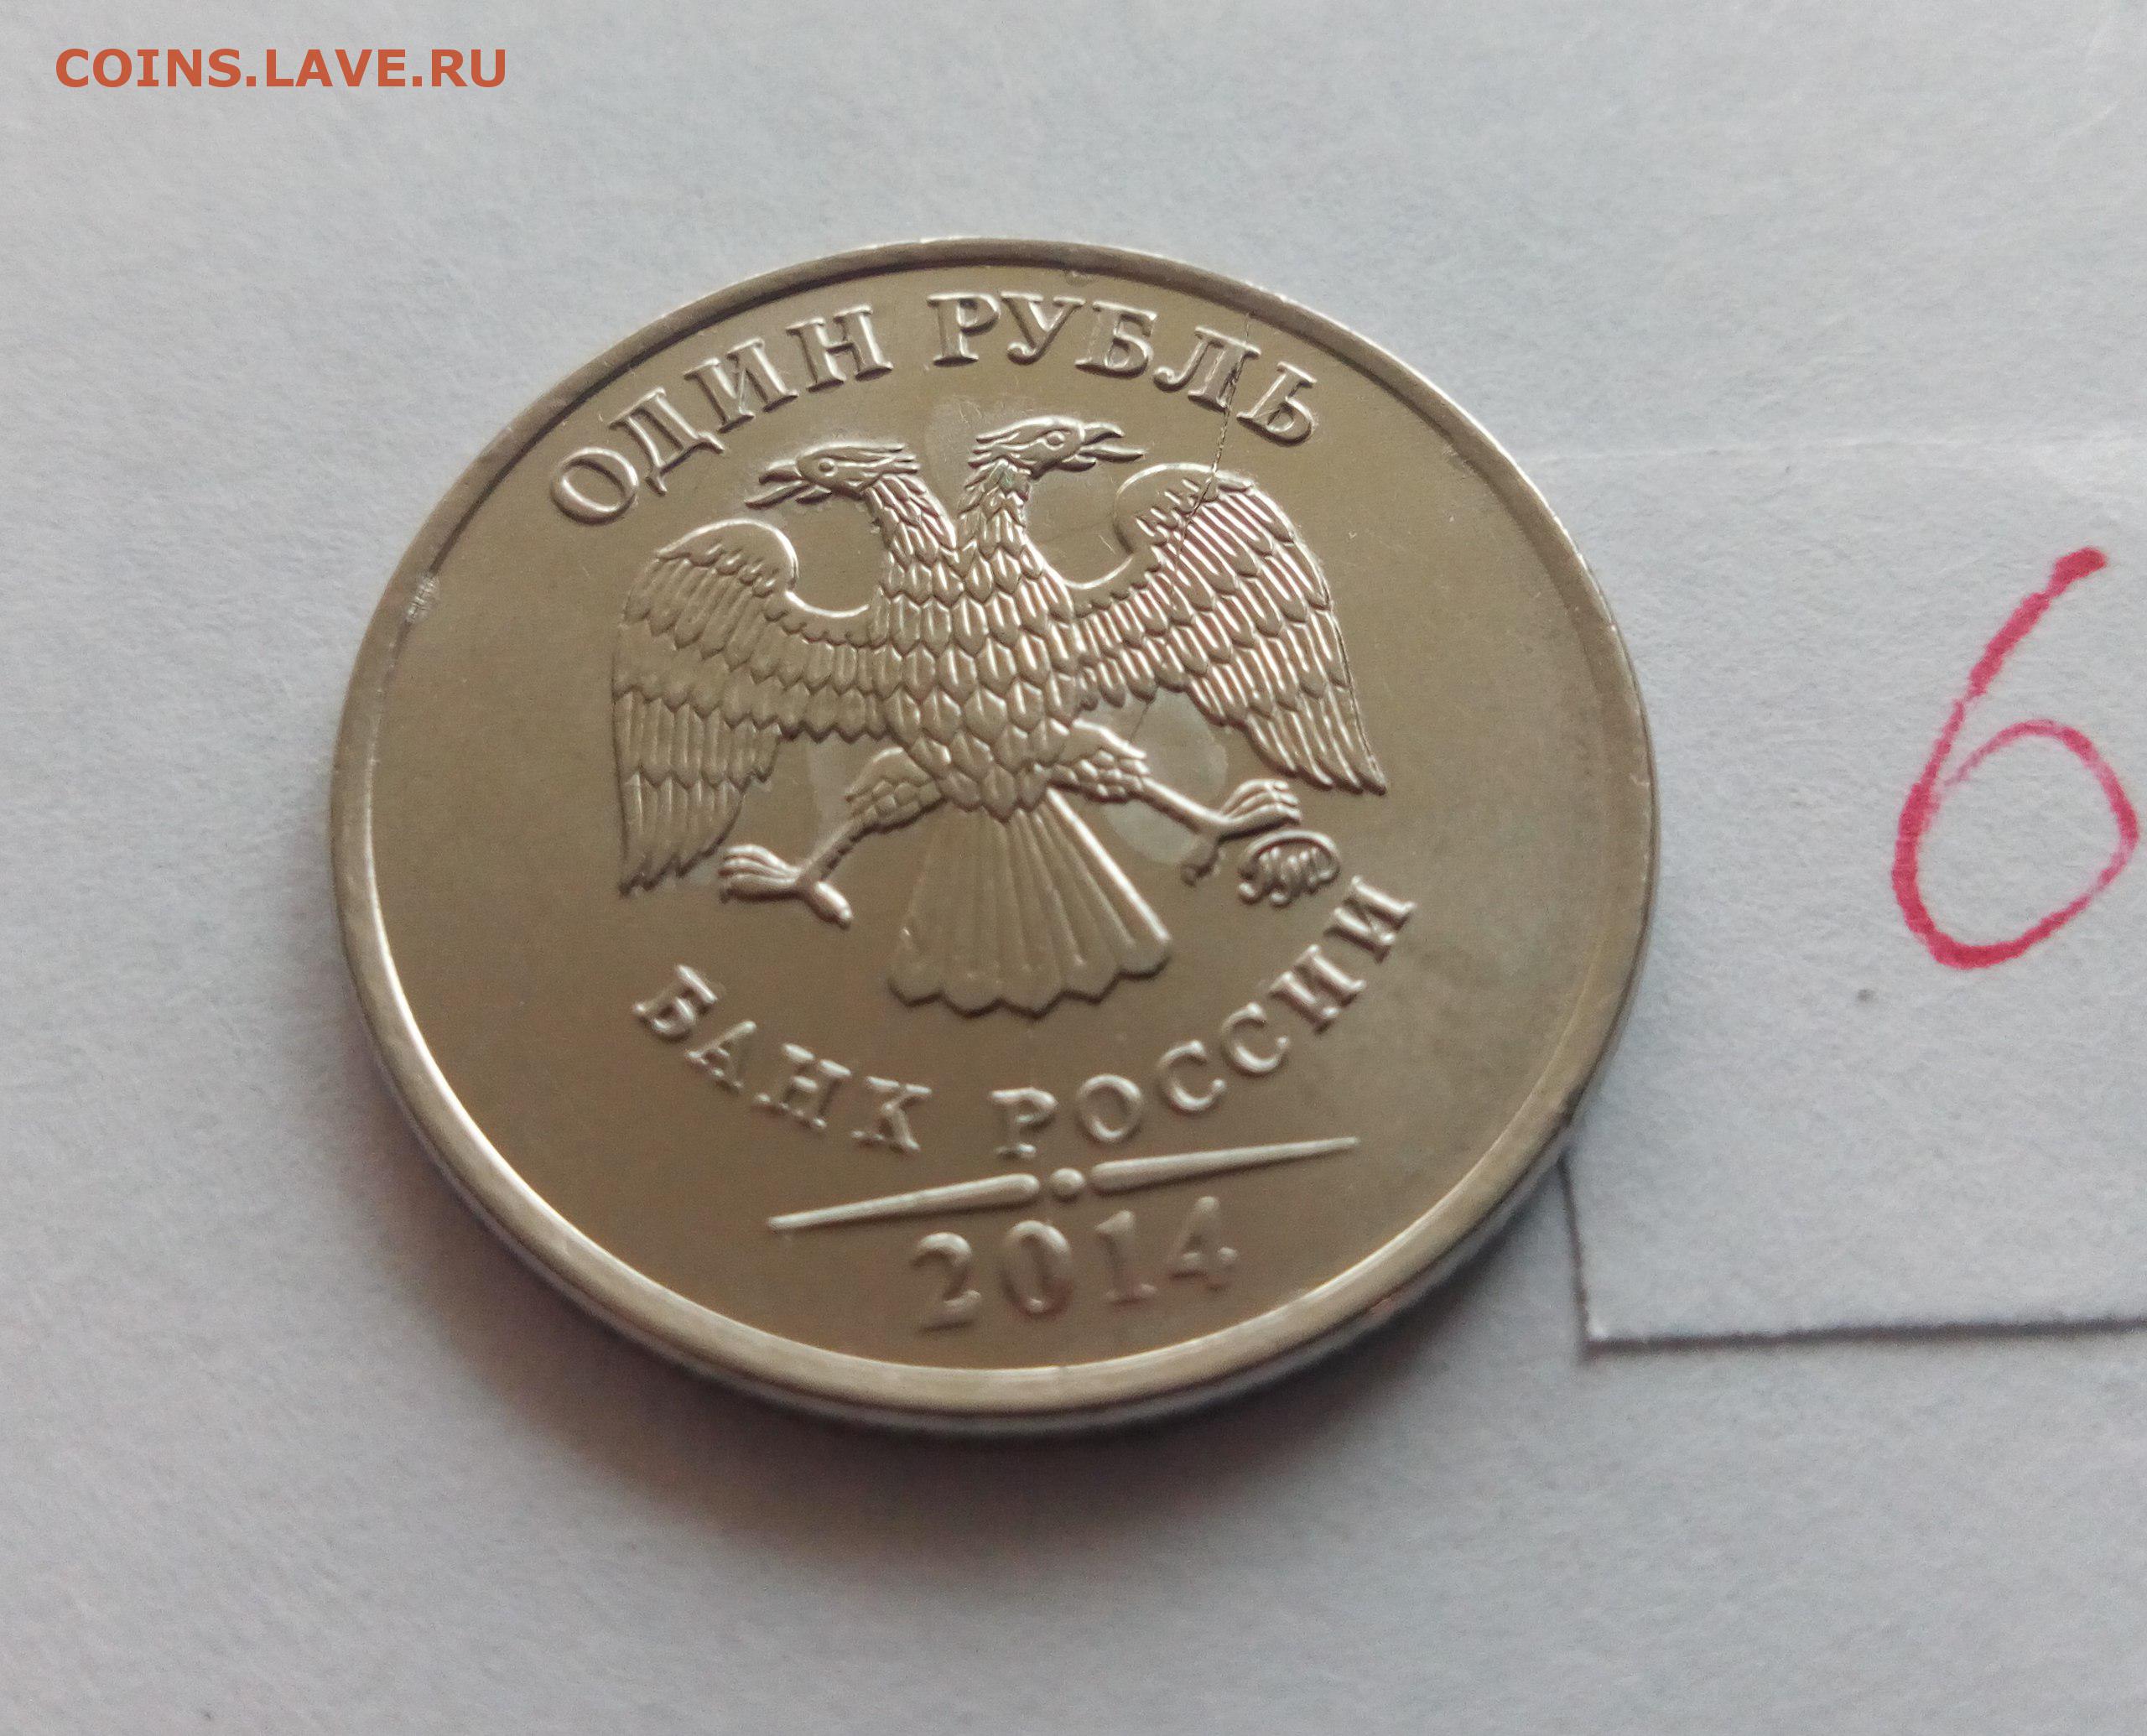 COINS.LAVE.RU
ОДИН РУБЛЬ
БАНК РОССИИ
2014
6